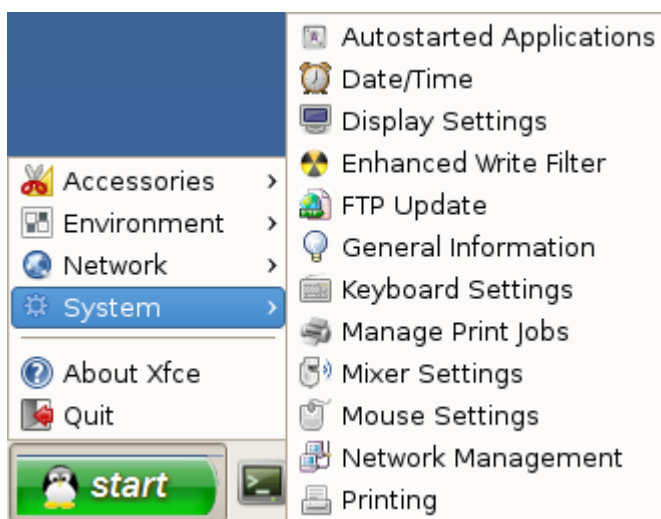 Accessories
Environment
Network
System
About Xfce
Quit
start
Autostarted Applications
Date/Time
Display Settings
Enhanced Write Filter
FTP Update
General Information
Keyboard Settings
Manage Print Jobs
Mixer Settings
Mouse Settings
Network Management
Printing